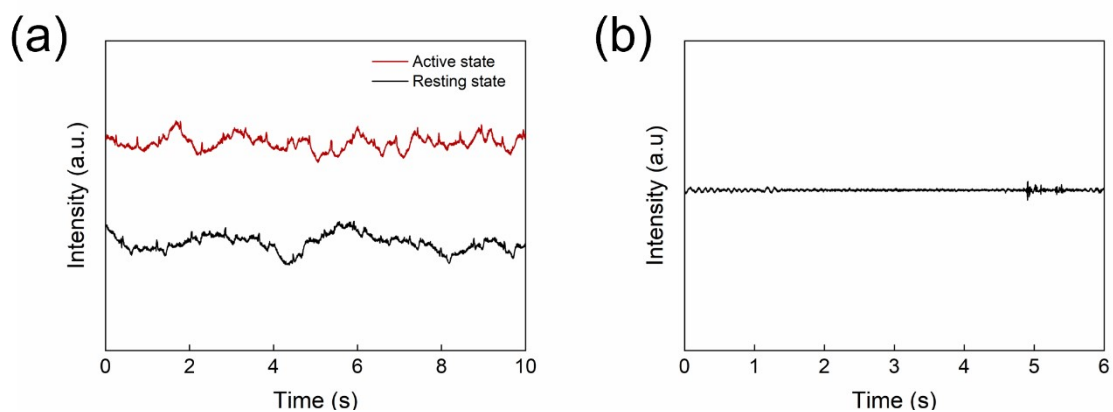 (a)
Active state
Resting state
Intensity (a.u.)
0 2 4 6 8 10
Time (s)
(b)
Intensity (a.u)
0 1 2 3 4 5 6
Time (s)